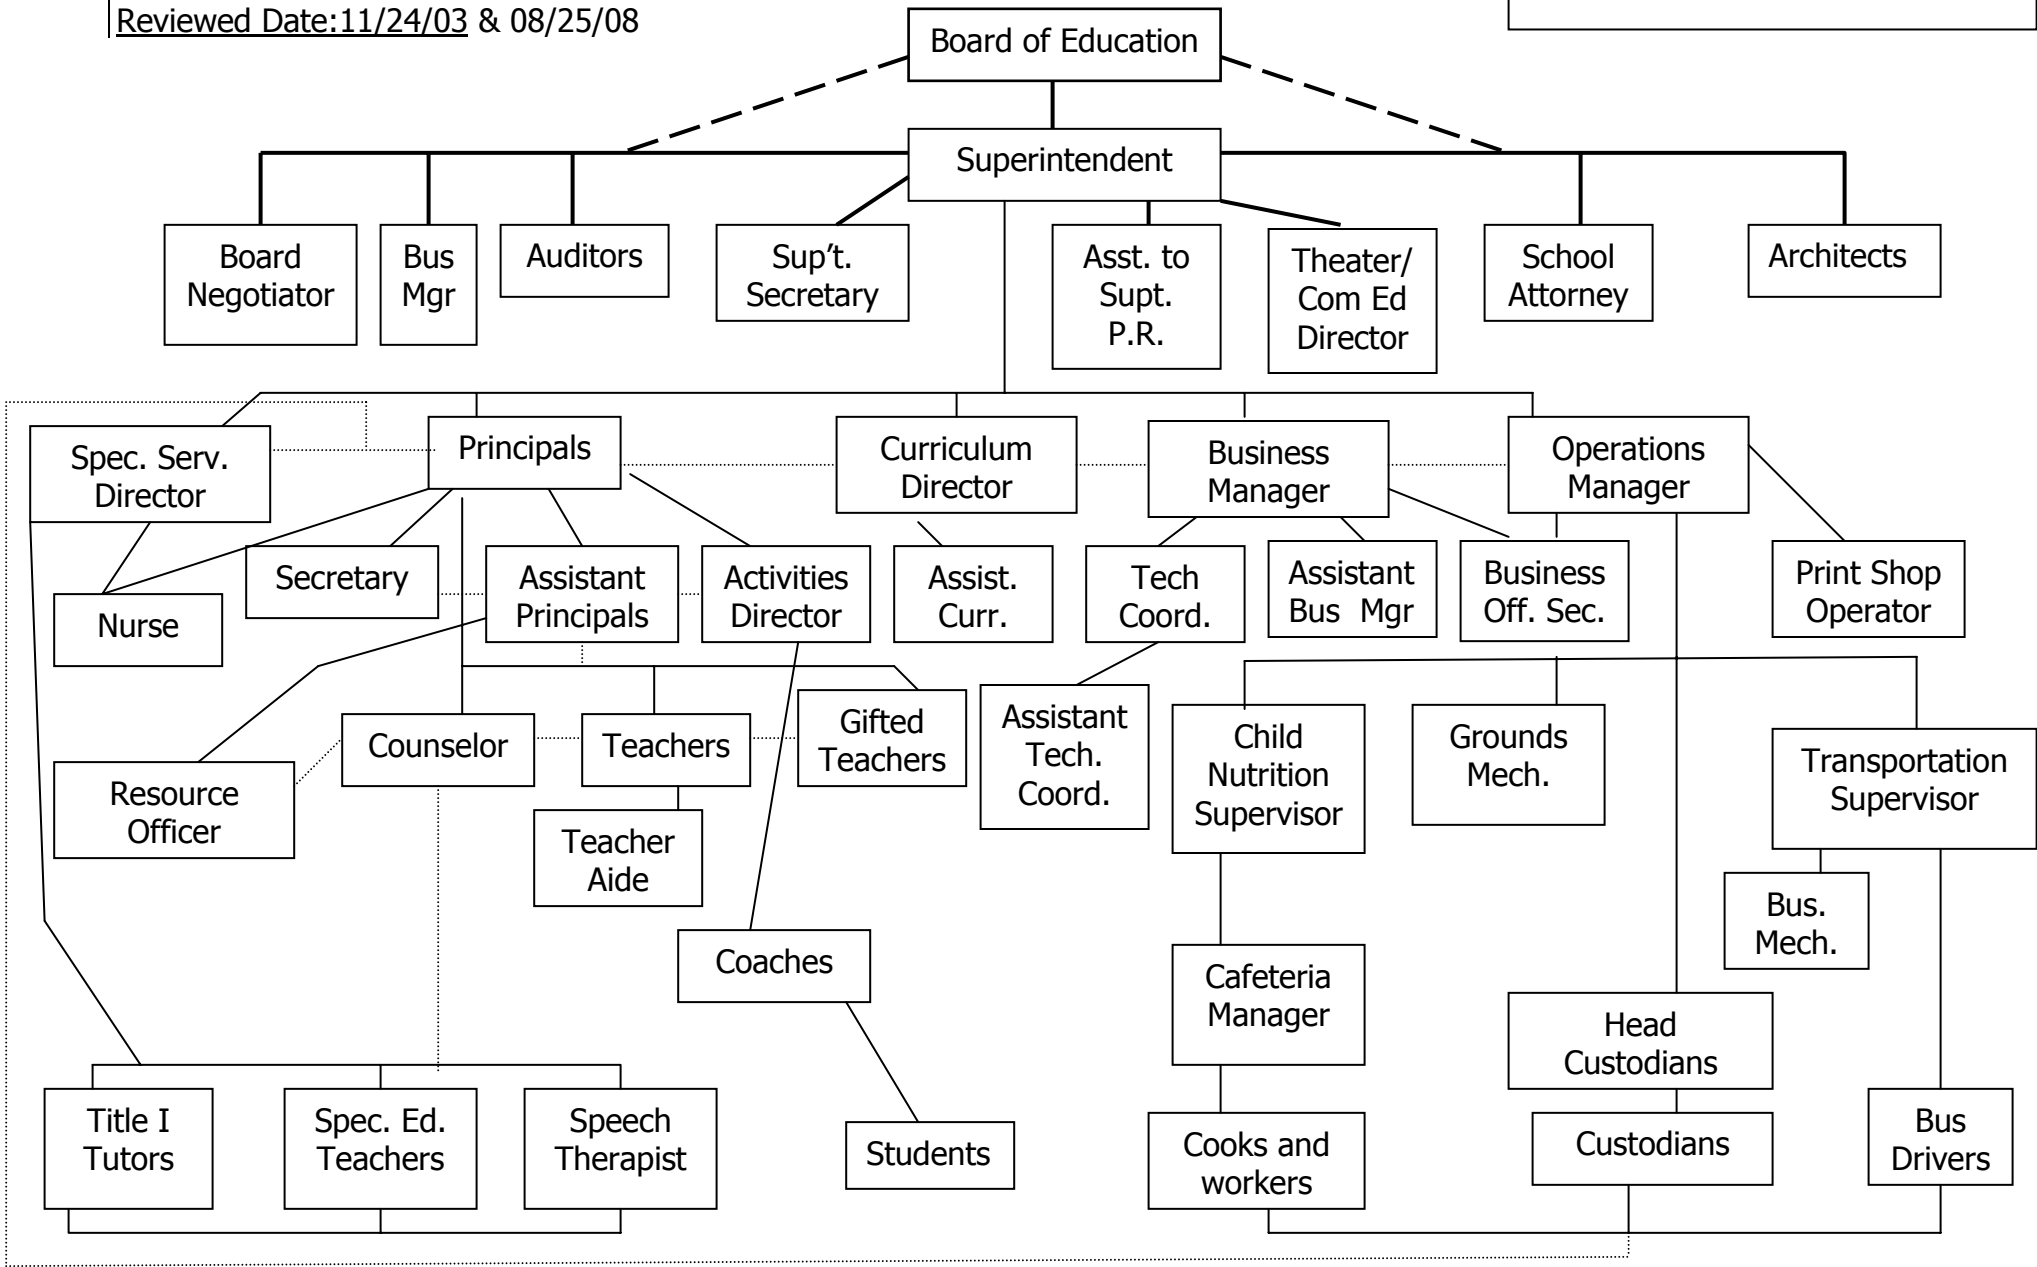 Reviewed Date:11/24/03 & 08/25/08
Board of Education
Superintendent
Board
Negotiator
Bus
Mgr
Auditors
Sup’t.
Secretary
Asst. to
Supt.
P.R.
Theater/
Com Ed
Director
School
Attorney
Architects
Spec. Serv.
Director
Principals
Curriculum
Director
Business
Manager
Operations
Manager
Nurse
Secretary
Assistant
Principals
Activities
Director
Assist.
Curr.
Tech
Coord.
Assistant
Bus Mgr
Business
Off. Sec.
Print Shop
Operator
Resource
Officer
Counselor
Teachers
Gifted
Teachers
Assistant
Tech.
Coord.
Child
Nutrition
Supervisor
Grounds
Mech.
Transportation
Supervisor
Teacher
Aide
Bus.
Mech.
Coaches
Cafeteria
Manager
Head
Custodians
Title I
Tutors
Spec. Ed.
Teachers
Speech
Therapist
Students
Cooks and
workers
Custodians
Bus
Drivers